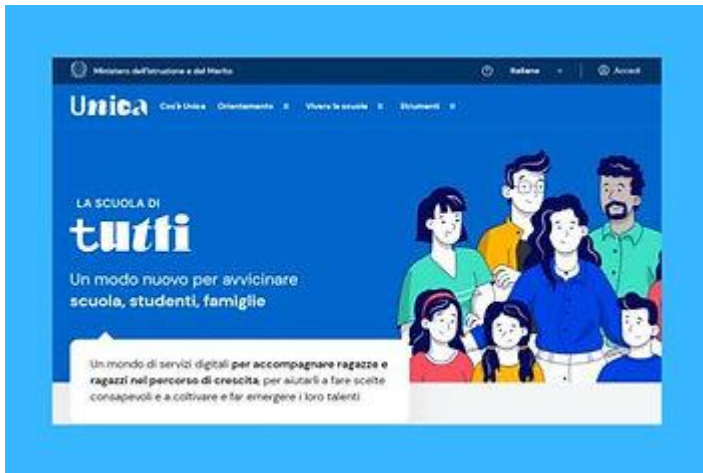 Ministero dell'Istruzione e del Merito
Italiano
Accedi
Unica
Cos'è Unica Orientamento Vivere la scuola Strumenti
LA SCUOLA DI
tutti
Un modo nuovo per avvicinare
scuola, studenti, famiglie
Un mondo di servizi digitali per accompagnare ragazze e
ragazzi nel percorso di crescita, per aiutarli a fare scelte
consapevoli e a coltivare e far emergere i loro talenti